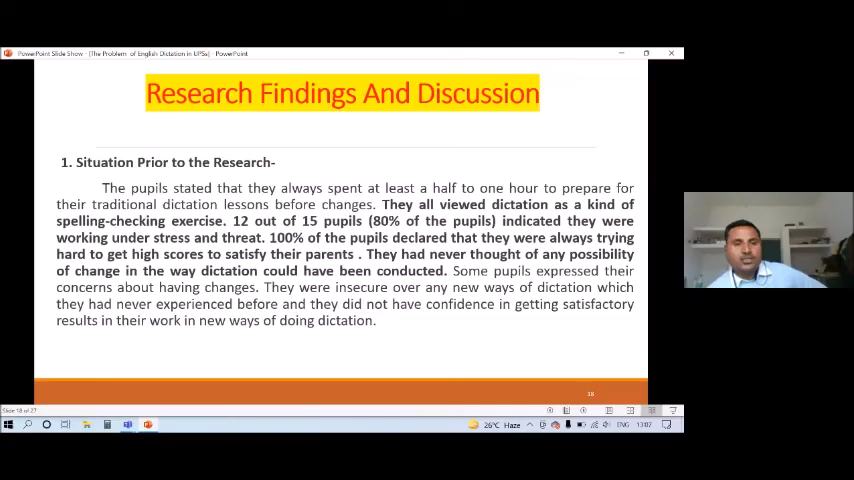 PowerPoint Slide Show - [The Problem of English Dictation in UPSs] - PowerPoint
Research Findings And Discussion
1. Situation Prior to the Research-
The pupils stated that they always spent at least a half to one hour to prepare for
their traditional dictation lessons before changes. They all viewed dictation as a kind of
spelling-checking exercise. 12 out of 15 pupils (80% of the pupils) indicated they were
working under stress and threat. 100% of the pupils declared that they were always trying
hard to get high scores to satisfy their parents . They had never thought of any possibility
of change in the way dictation could have been conducted. Some pupils expressed their
concerns about having changes. They were insecure over any new ways of dictation which
they had never experienced before and they did not have confidence in getting satisfactory
results in their work in new ways of doing dictation.
18
Slide 18 of 27
26°C Haze
ENG
13:07